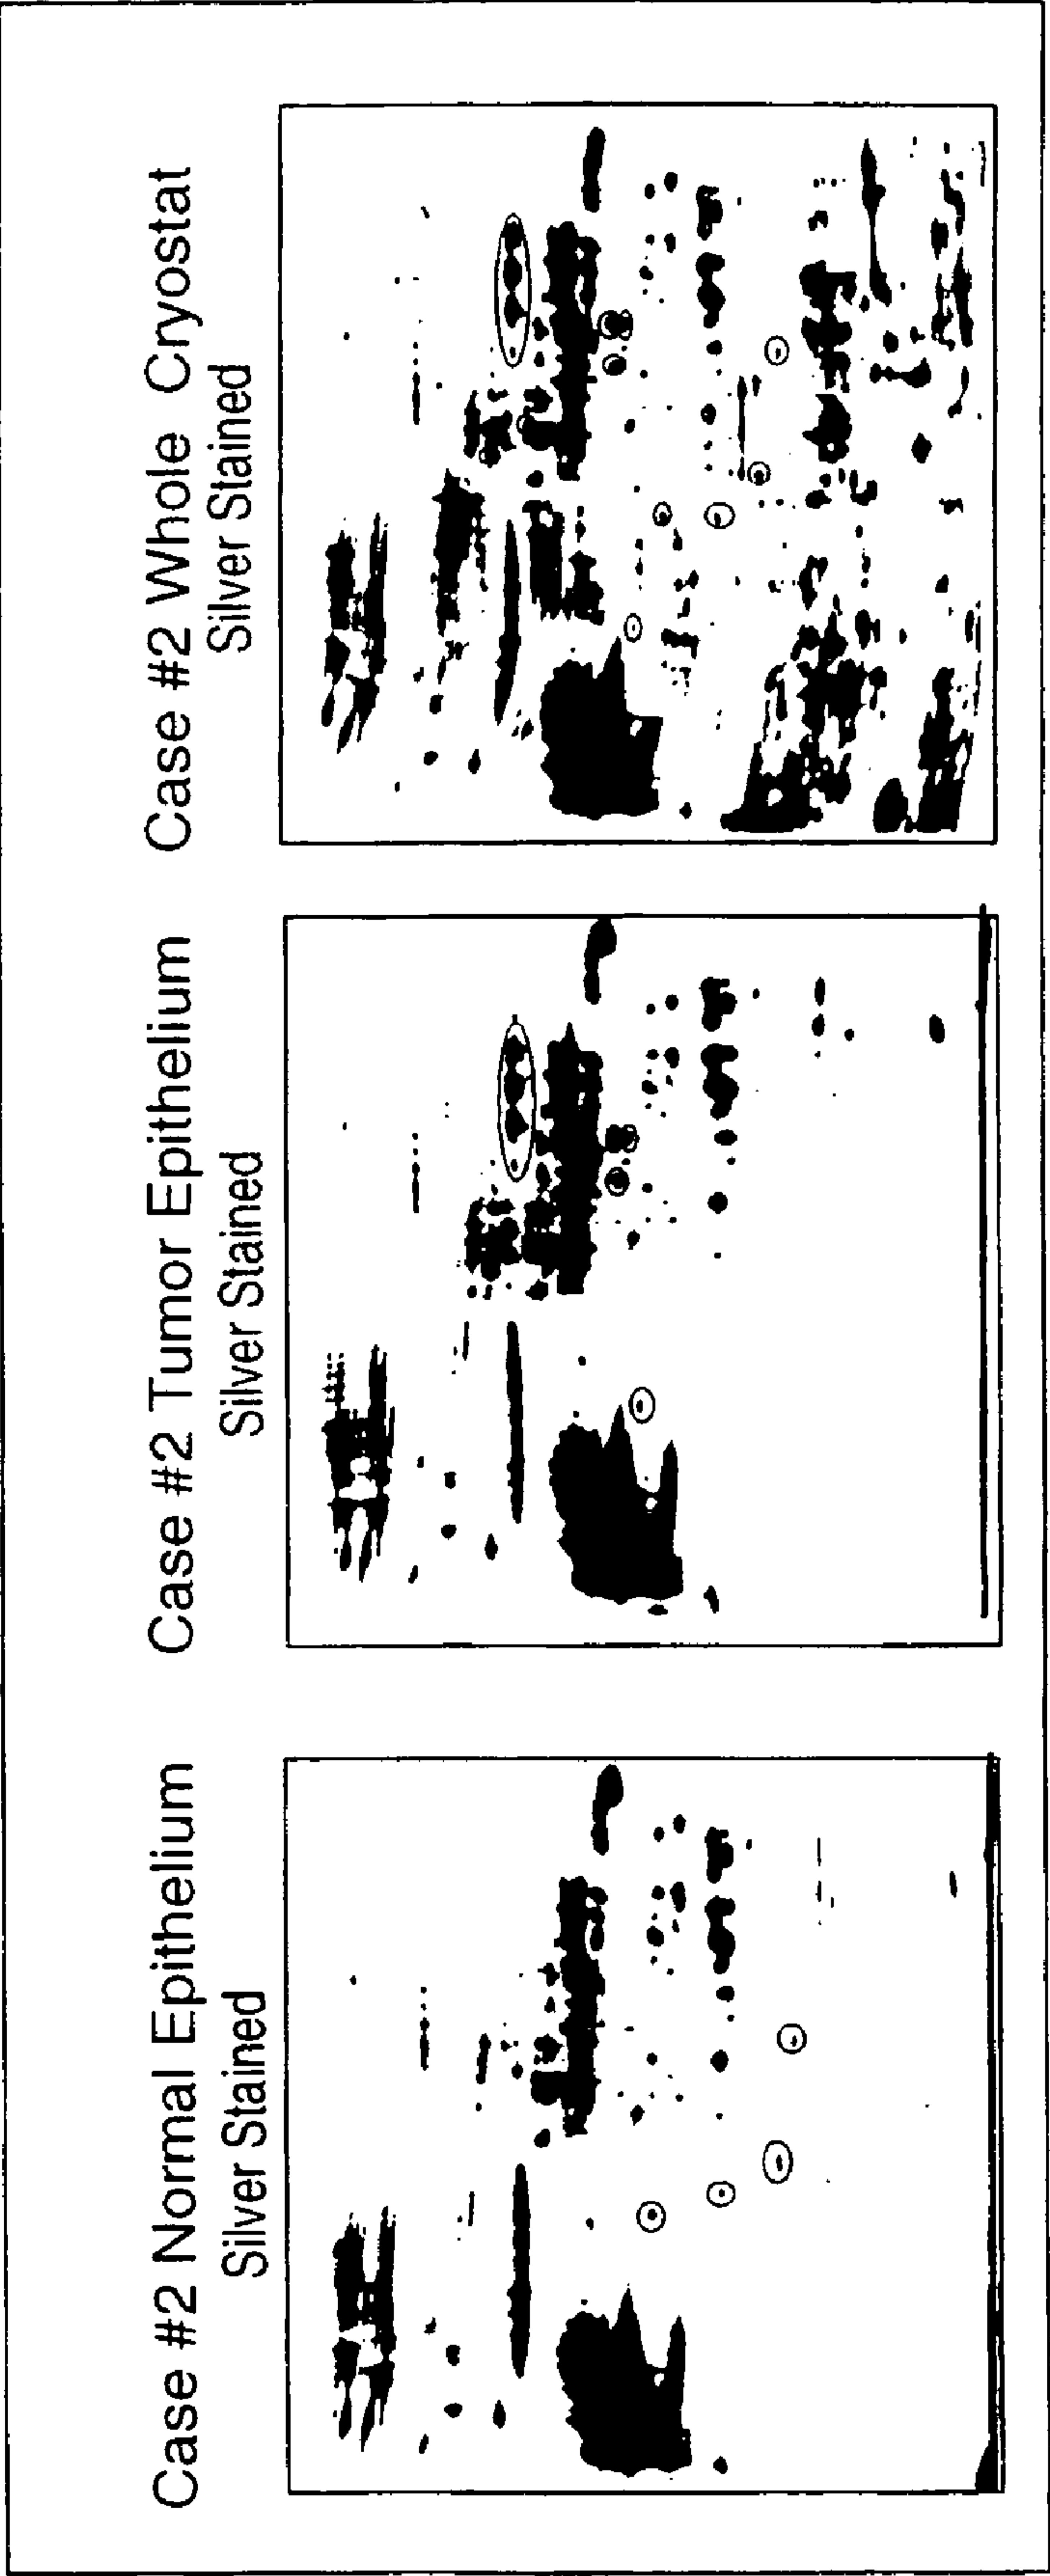 Case #2 Normal Epithelium
Silver Stained
Case #2 Tumor Epithelium
Silver Stained
Case #2 Whole Cryostat
Silver Stained